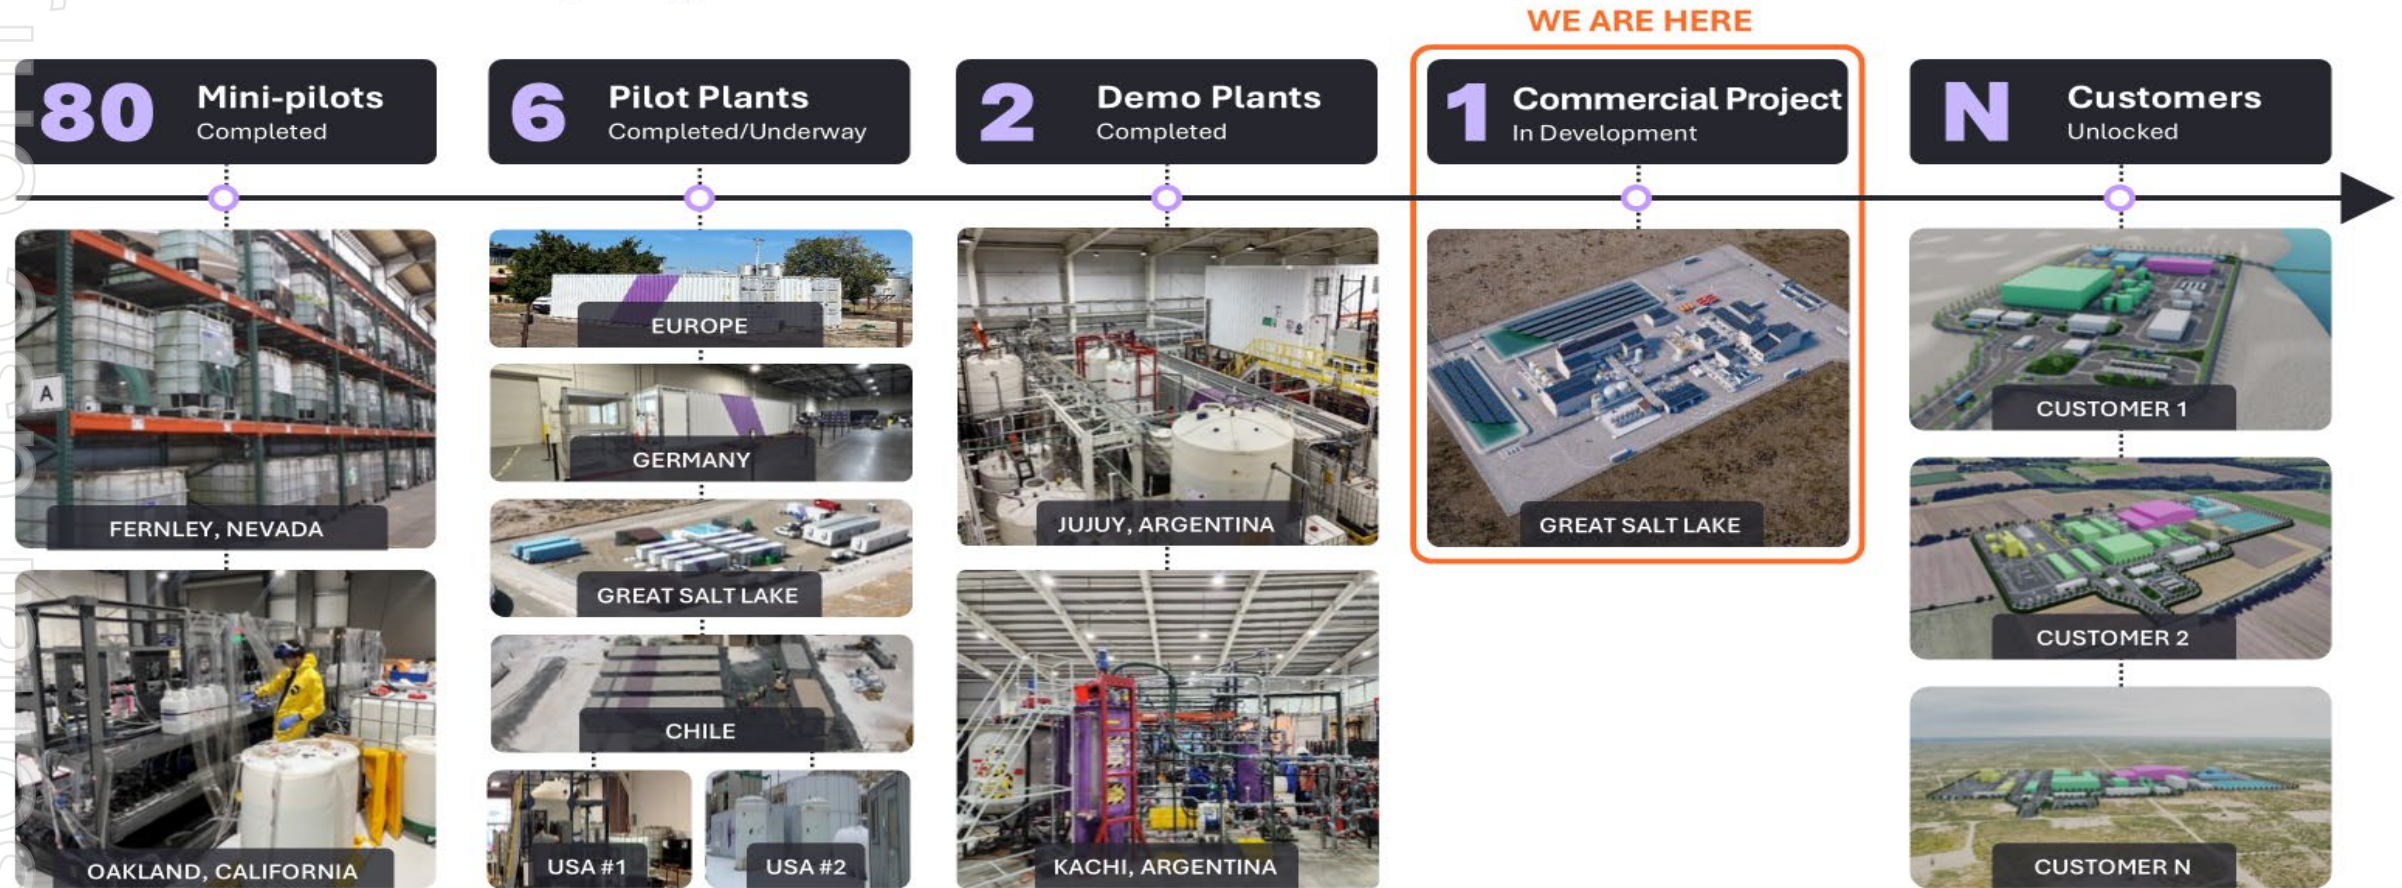 WE ARE HERE
80 Mini-pilots
Completed
6 Pilot Plants
Completed/Underway
2 Demo Plants
Completed
1 Commercial Project
In Development
N Customers
Unlocked
A
FERNLEY, NEVADA
OAKLAND, CALIFORNIA
EUROPE
GERMANY
GREAT SALT LAKE
CHILE
USA #1
USA #2
JUJUY, ARGENTINA
KACHI, ARGENTINA
GREAT SALT LAKE
CUSTOMER 1
CUSTOMER 2
CUSTOMER N